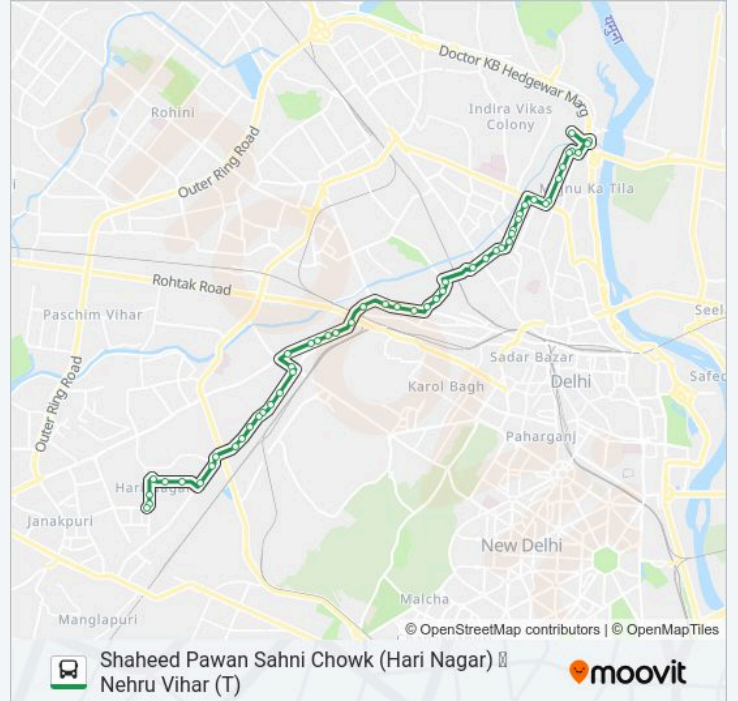 Doctor KB Hedgewar Marg
Indira Vikas
Colony
Rohini
Outer Ring Road
Majnu Ka Tila
Rohtak Road
Paschim Vihar
Seel
Sadar Bazar
Delhi
Safed
Karol Bagh
Outer Ring Road
Paharganj
Hari Nagar
Janakpuri
New Delhi
Malcha
Manglapuri
© OpenStreetMap contributors | © OpenMapTiles
Shaheed Pawan Sahni Chowk (Hari Nagar)
Nehru Vihar (T)
moovit